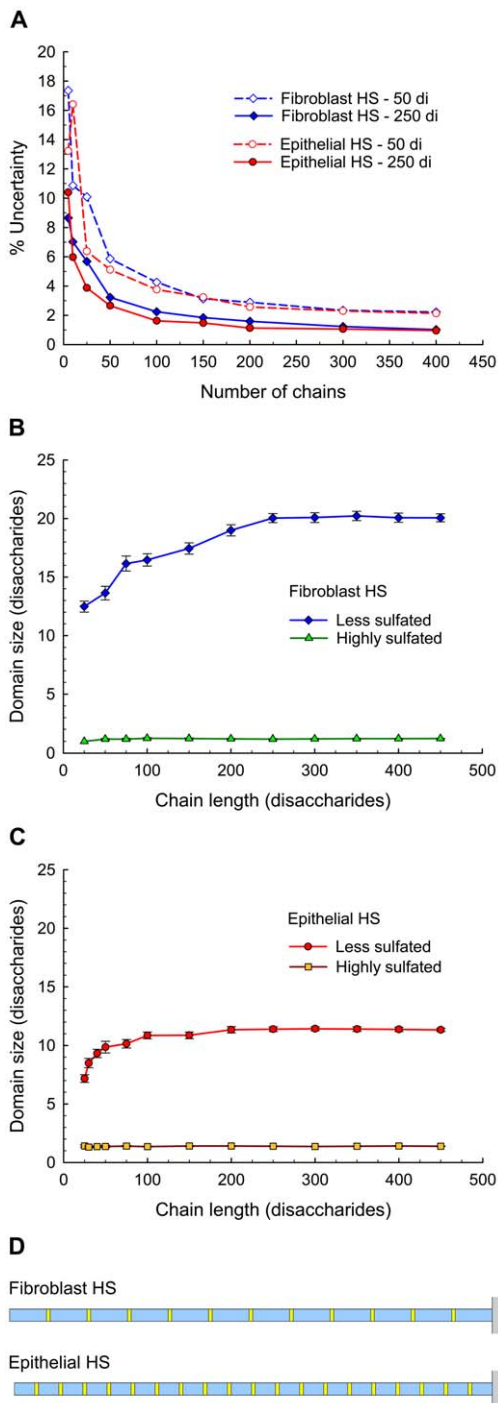 A
% Uncertainty
20
18
16
14
12
10
8
6
4
2
0
Fibroblast HS - 50 di
Fibroblast HS - 250 di
Epithelial HS - 50 di
Epithelial HS - 250 di
0 50 100 150 200 250 300 350 400 450
Number of chains
B
Domain size (disaccharides)
25
20
15
10
5
0
Fibroblast HS
Less sulfated
Highly sulfated
0 100 200 300 400 500
Chain length (disaccharides)
C
Domain size (disaccharides)
25
20
15
10
5
0
Epithelial HS
Less sulfated
Highly sulfated
0 100 200 300 400 500
Chain length (disaccharides)
D
Fibroblast HS
Epithelial HS